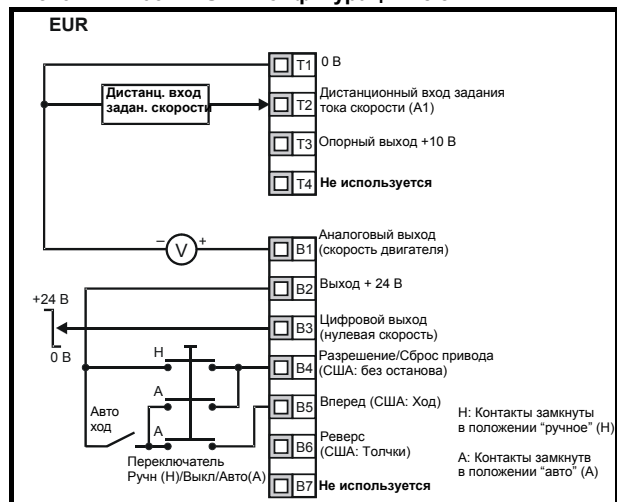 EUR
T1 0 В
Дистанц. вход
задан. скорости
T2 Дистанционный вход задания
тока скорости (A1)
T3 Опорный выход +10 В
T4 Не используется
– V +
B1 Аналоговый выход
(скорость двигателя)
B2 Выход + 24 В
+24 В
0 В
B3 Цифровой выход
(нулевая скорость)
H
B4 Разрешение/Сброс привода
(США: без останова)
A
Авто
ход
A
B5 Вперед (США: Ход)
B6 Реверс
(США: Толчки)
Переключатель
Ручн (H)/Выкл/Авто(A)
B7 Не используется
H: Контакты замкнуты
в положении “ручное” (H)
A: Контакты замкнутв
в положении “авто” (A)